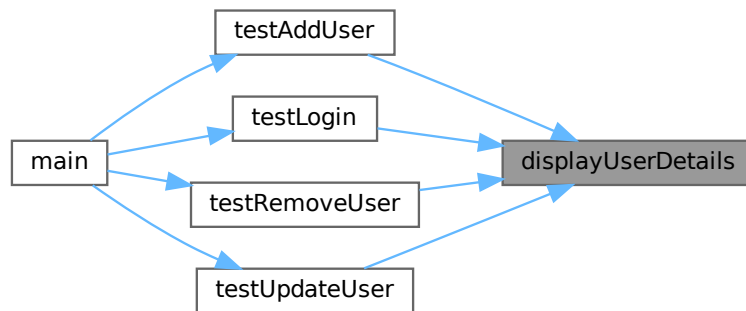 testAddUser
testLogin
main
displayUserDetails
testRemoveUser
testUpdateUser